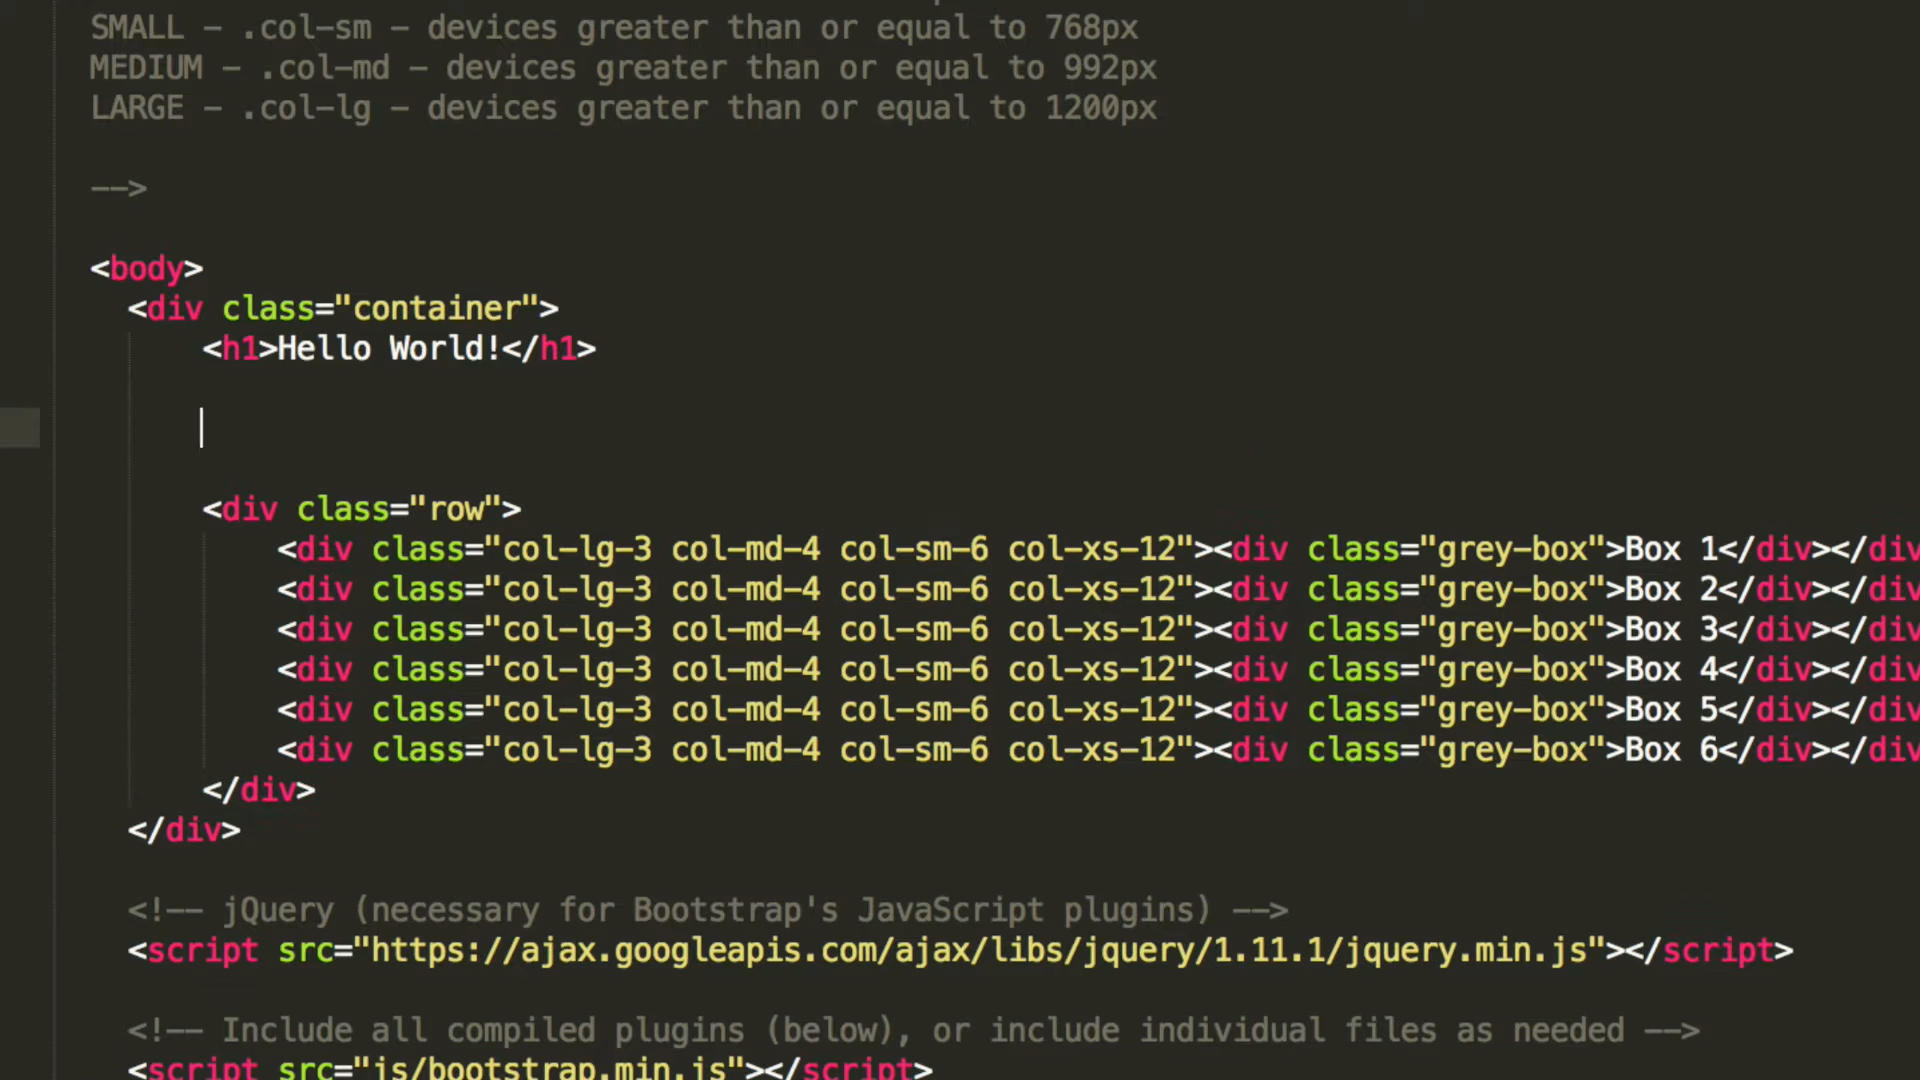 SMALL - .col-sm - devices greater than or equal to 768px
MEDIUM - .col-md - devices greater than or equal to 992px
LARGE - .col-lg - devices greater than or equal to 1200px
-->
<body>
<div class="container">
<h1>Hello World!</h1>
<div class="row">
<div class="col-lg-3 col-md-4 col-sm-6 col-xs-12"><div class="grey-box">Box 1</div></div
<div class="col-lg-3 col-md-4 col-sm-6 col-xs-12"><div class="grey-box">Box 2</div></div
<div class="col-lg-3 col-md-4 col-sm-6 col-xs-12"><div class="grey-box">Box 3</div></div
<div class="col-lg-3 col-md-4 col-sm-6 col-xs-12"><div class="grey-box">Box 4</div></div
<div class="col-lg-3 col-md-4 col-sm-6 col-xs-12"><div class="grey-box">Box 5</div></div
<div class="col-lg-3 col-md-4 col-sm-6 col-xs-12"><div class="grey-box">Box 6</div></div
</div>
</div>
<!-- jQuery (necessary for Bootstrap's JavaScript plugins) -->
<script src="https://ajax.googleapis.com/ajax/libs/jquery/1.11.1/jquery.min.js"></script>
<!-- Include all compiled plugins (below), or include individual files as needed -->
<script src="js/bootstrap.min.js"></script>